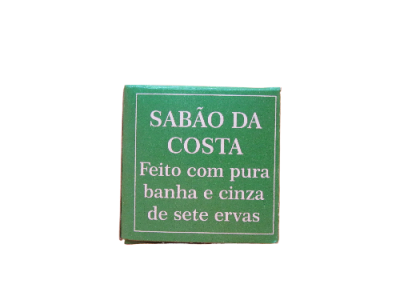 SABÃO DA
COSTA
Feito com pura
banha e cinza
de sete ervas